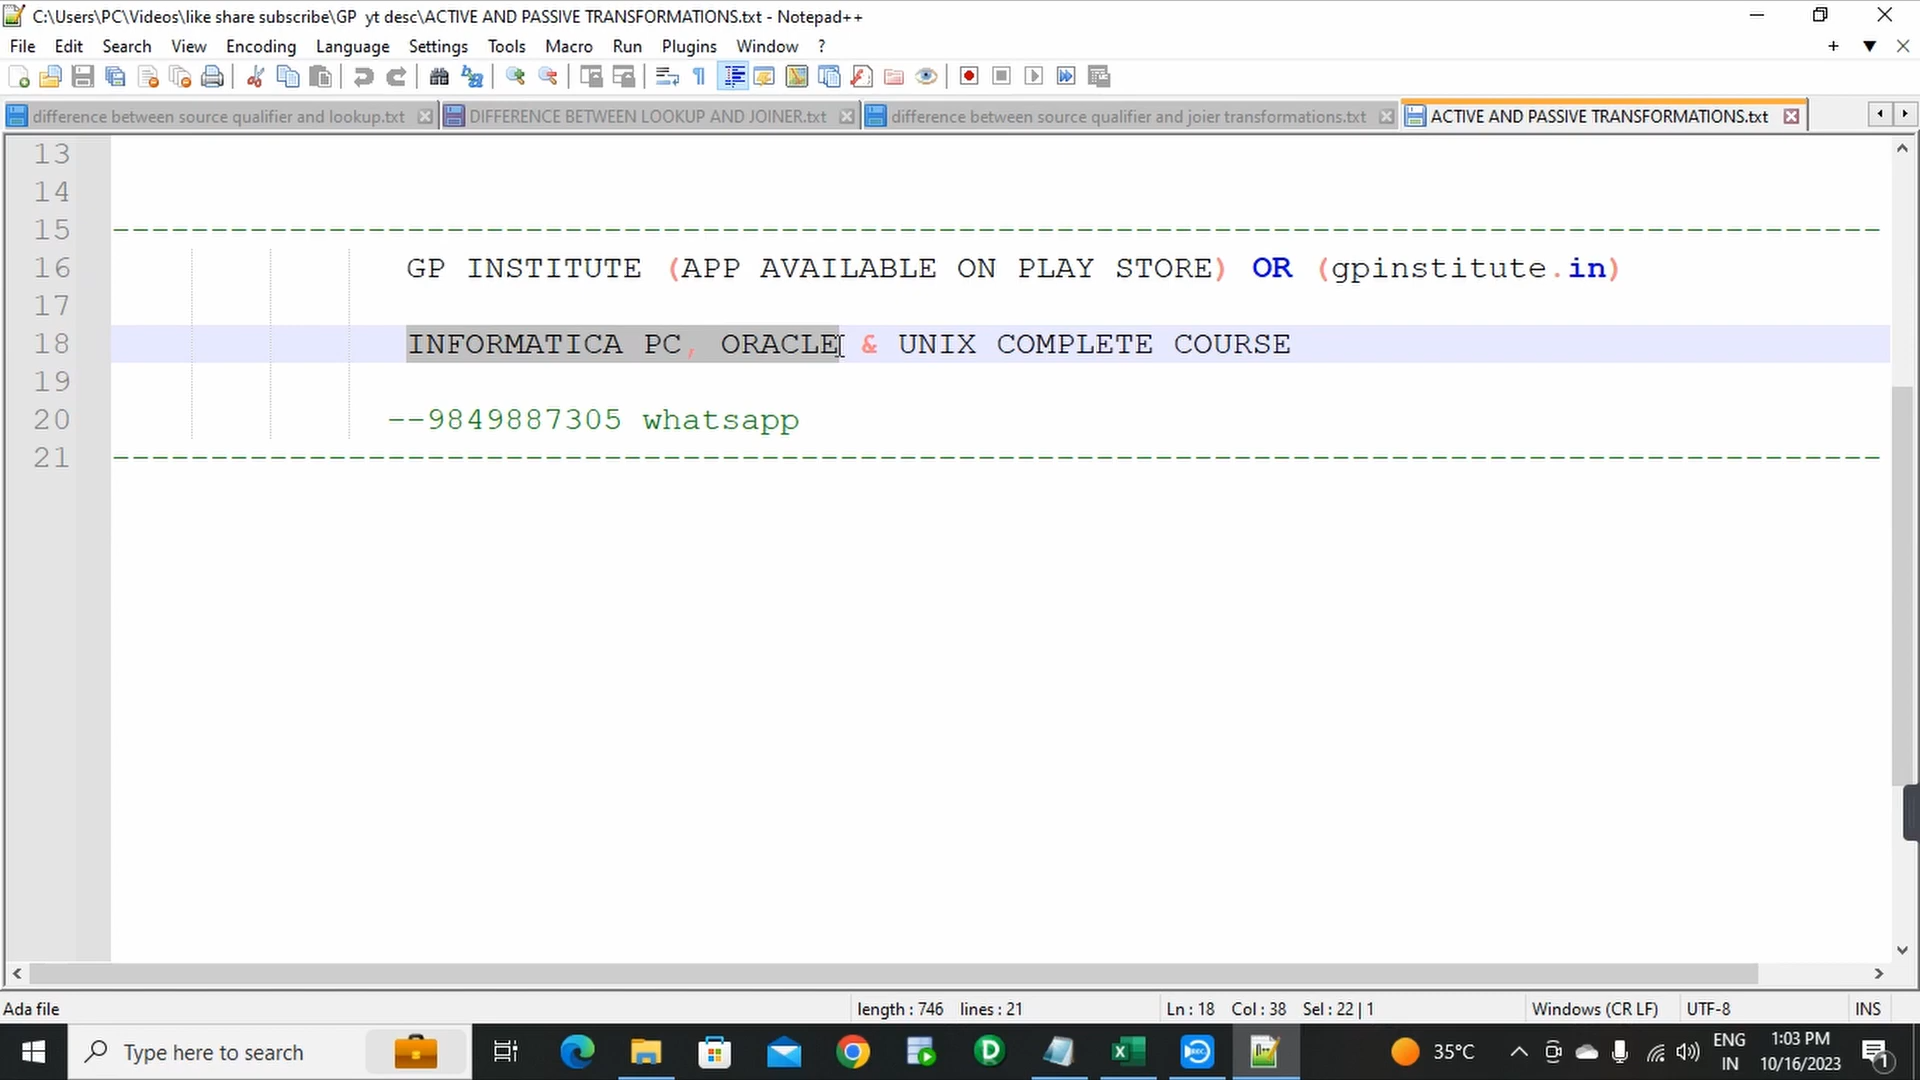 C:\Users\PC\Videos\like share subscribe\GP  yt desc\ACTIVE AND PASSIVE TRANSFORMATIONS.txt - Notepad++
File Edit Search View Encoding Language Settings Tools Macro Run Plugins Window ?
difference between source qualifier and lookup.txt DIFFERENCE BETWEEN LOOKUP AND JOINER.txt difference between source qualifier and joier transformations.txt ACTIVE AND PASSIVE TRANSFORMATIONS.txt
13
14
15 ------------------------------------------------------------------------------------------
16 GP INSTITUTE (APP AVAILABLE ON PLAY STORE) OR (gpinstitute.in)
17
18 INFORMATICA PC, ORACLE & UNIX COMPLETE COURSE
19
20 --9849887305 whatsapp
21 ------------------------------------------------------------------------------------------
Ada file length : 746 lines : 21 Ln : 18 Col : 38 Sel : 22 | 1 Windows (CR LF) UTF-8 INS
Type here to search 35°C ENG IN 1:03 PM 10/16/2023 1